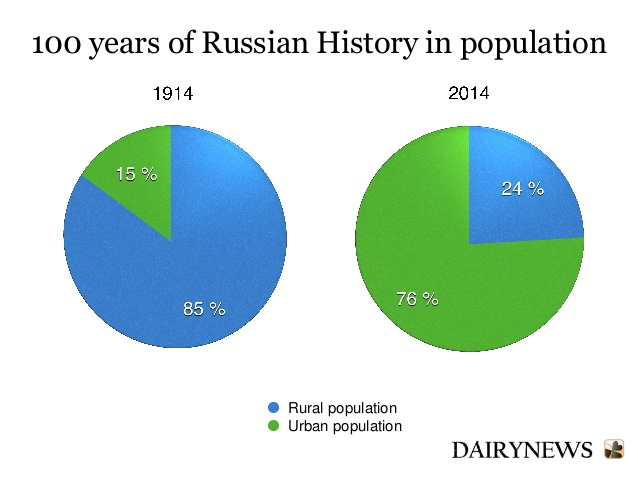 100 years of Russian History in population
1914
2014
15 %
85 %
24 %
76 %
Rural population
Urban population
DAIRYNEWS